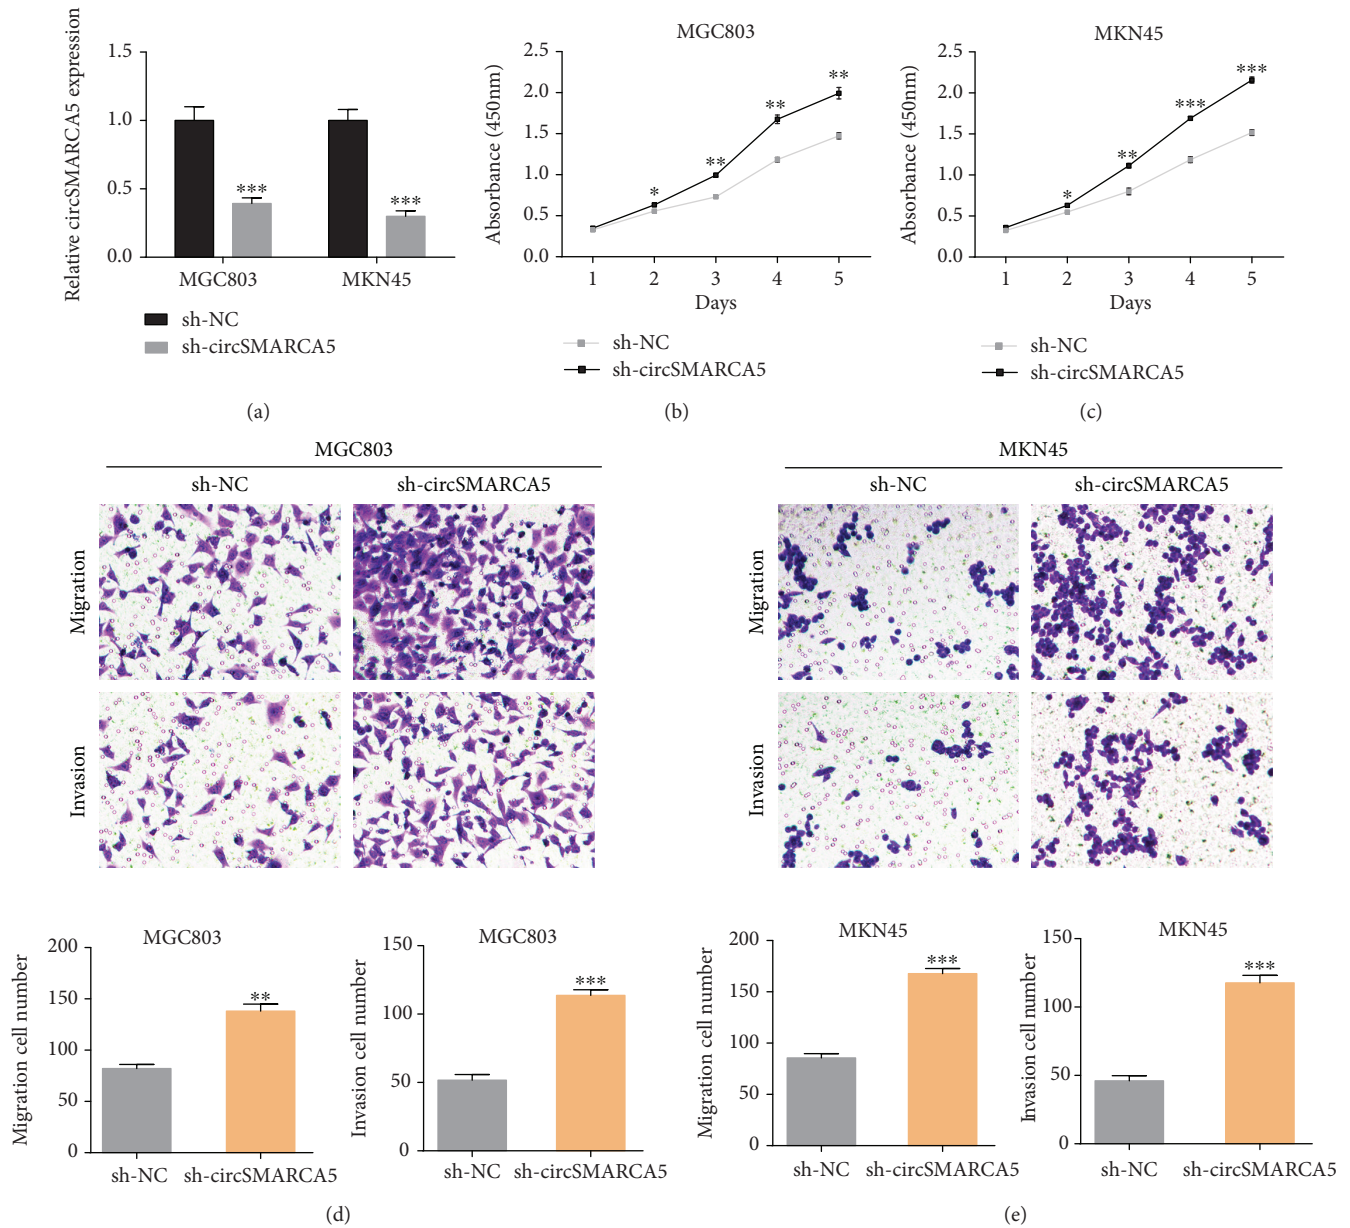 Relative circSMARCA5 expression
1.5
1.0
0.5
0.0
***
***
MGC803
MKN45
sh-NC
sh-circSMARCA5
(a)
MGC803
Absorbance (450nm)
2.5
2.0
1.5
1.0
0.5
0.0
*
**
**
**
1 2 3 4 5
Days
sh-NC
sh-circSMARCA5
(b)
MKN45
Absorbance (450nm)
2.5
2.0
1.5
1.0
0.5
0.0
*
**
***
***
1 2 3 4 5
Days
sh-NC
sh-circSMARCA5
(c)
MGC803
sh-NC sh-circSMARCA5
Migration
Invasion
MKN45
sh-NC sh-circSMARCA5
Migration
Invasion
MGC803
Migration cell number
200
150
100
50
0
**
sh-NC sh-circSMARCA5
MGC803
Invasion cell number
150
100
50
0
***
sh-NC sh-circSMARCA5
(d)
MKN45
Migration cell number
200
150
100
50
0
***
sh-NC sh-circSMARCA5
MKN45
Invasion cell number
150
100
50
0
***
sh-NC sh-circSMARCA5
(e)